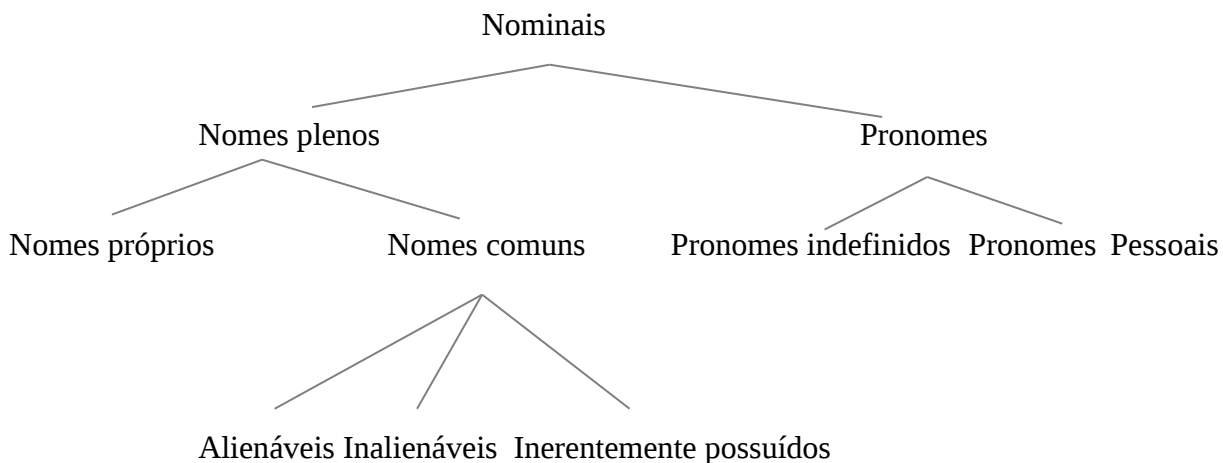 Nominais
Nomes plenos Pronomes
Nomes próprios Nomes comuns Pronomes indefinidos Pronomes Pessoais
Alienáveis Inalienáveis Inerentemente possuídos